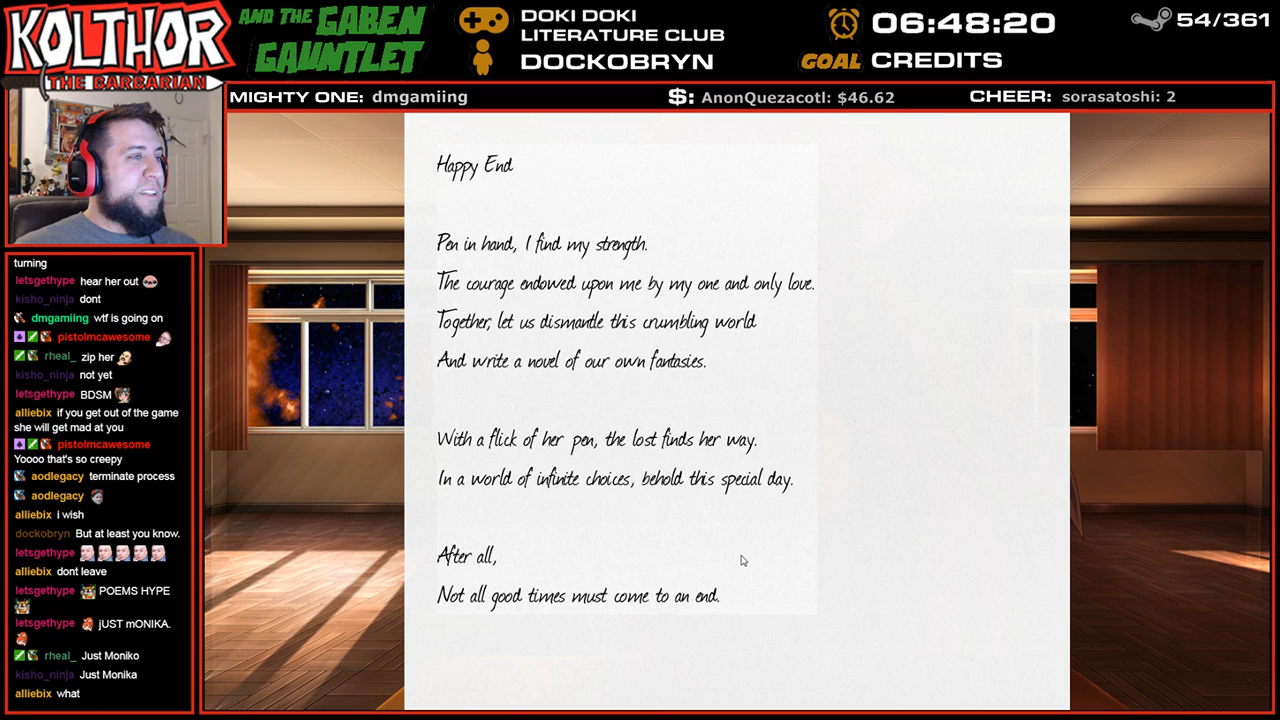 KOLTHOR
THE BARBARIAN
AND THE GABEN
GAUNTLET
DOKI DOKI
LITERATURE CLUB
DOCKOBRYN
06:48:20
GOAL CREDITS
54/361
MIGHTY ONE: dmgamiing
$: AnonQuezacotl: $46.62
CHEER: sorasatoshi: 2
turning
letsgethype hear her out
kisho_ninja dont
dmgamiing wtf is going on
pistolmcawesome
rheal_ zip her
kisho_ninja not yet
letsgethype BDSM
alliebix if you get out of the game
she will get mad at you
pistolmcawesome
Yoooo that's so creepy
aodlegacy terminate process
aodlegacy
alliebix i wish
dockobryn But at least you know.
letsgethype
alliebix dont leave
letsgethype POEMS HYPE
letsgethype jUST mONIKA.
rheal_ Just Moniko
kisho_ninja Just Monika
alliebix what
Happy End
Pen in hand, I find my strength.
The courage endowed upon me by my one and only love.
Together, let us dismantle this crumbling world
And write a novel of our own fantasies.
With a flick of her pen, the lost finds her way.
In a world of infinite choices, behold this special day.
After all,
Not all good times must come to an end.